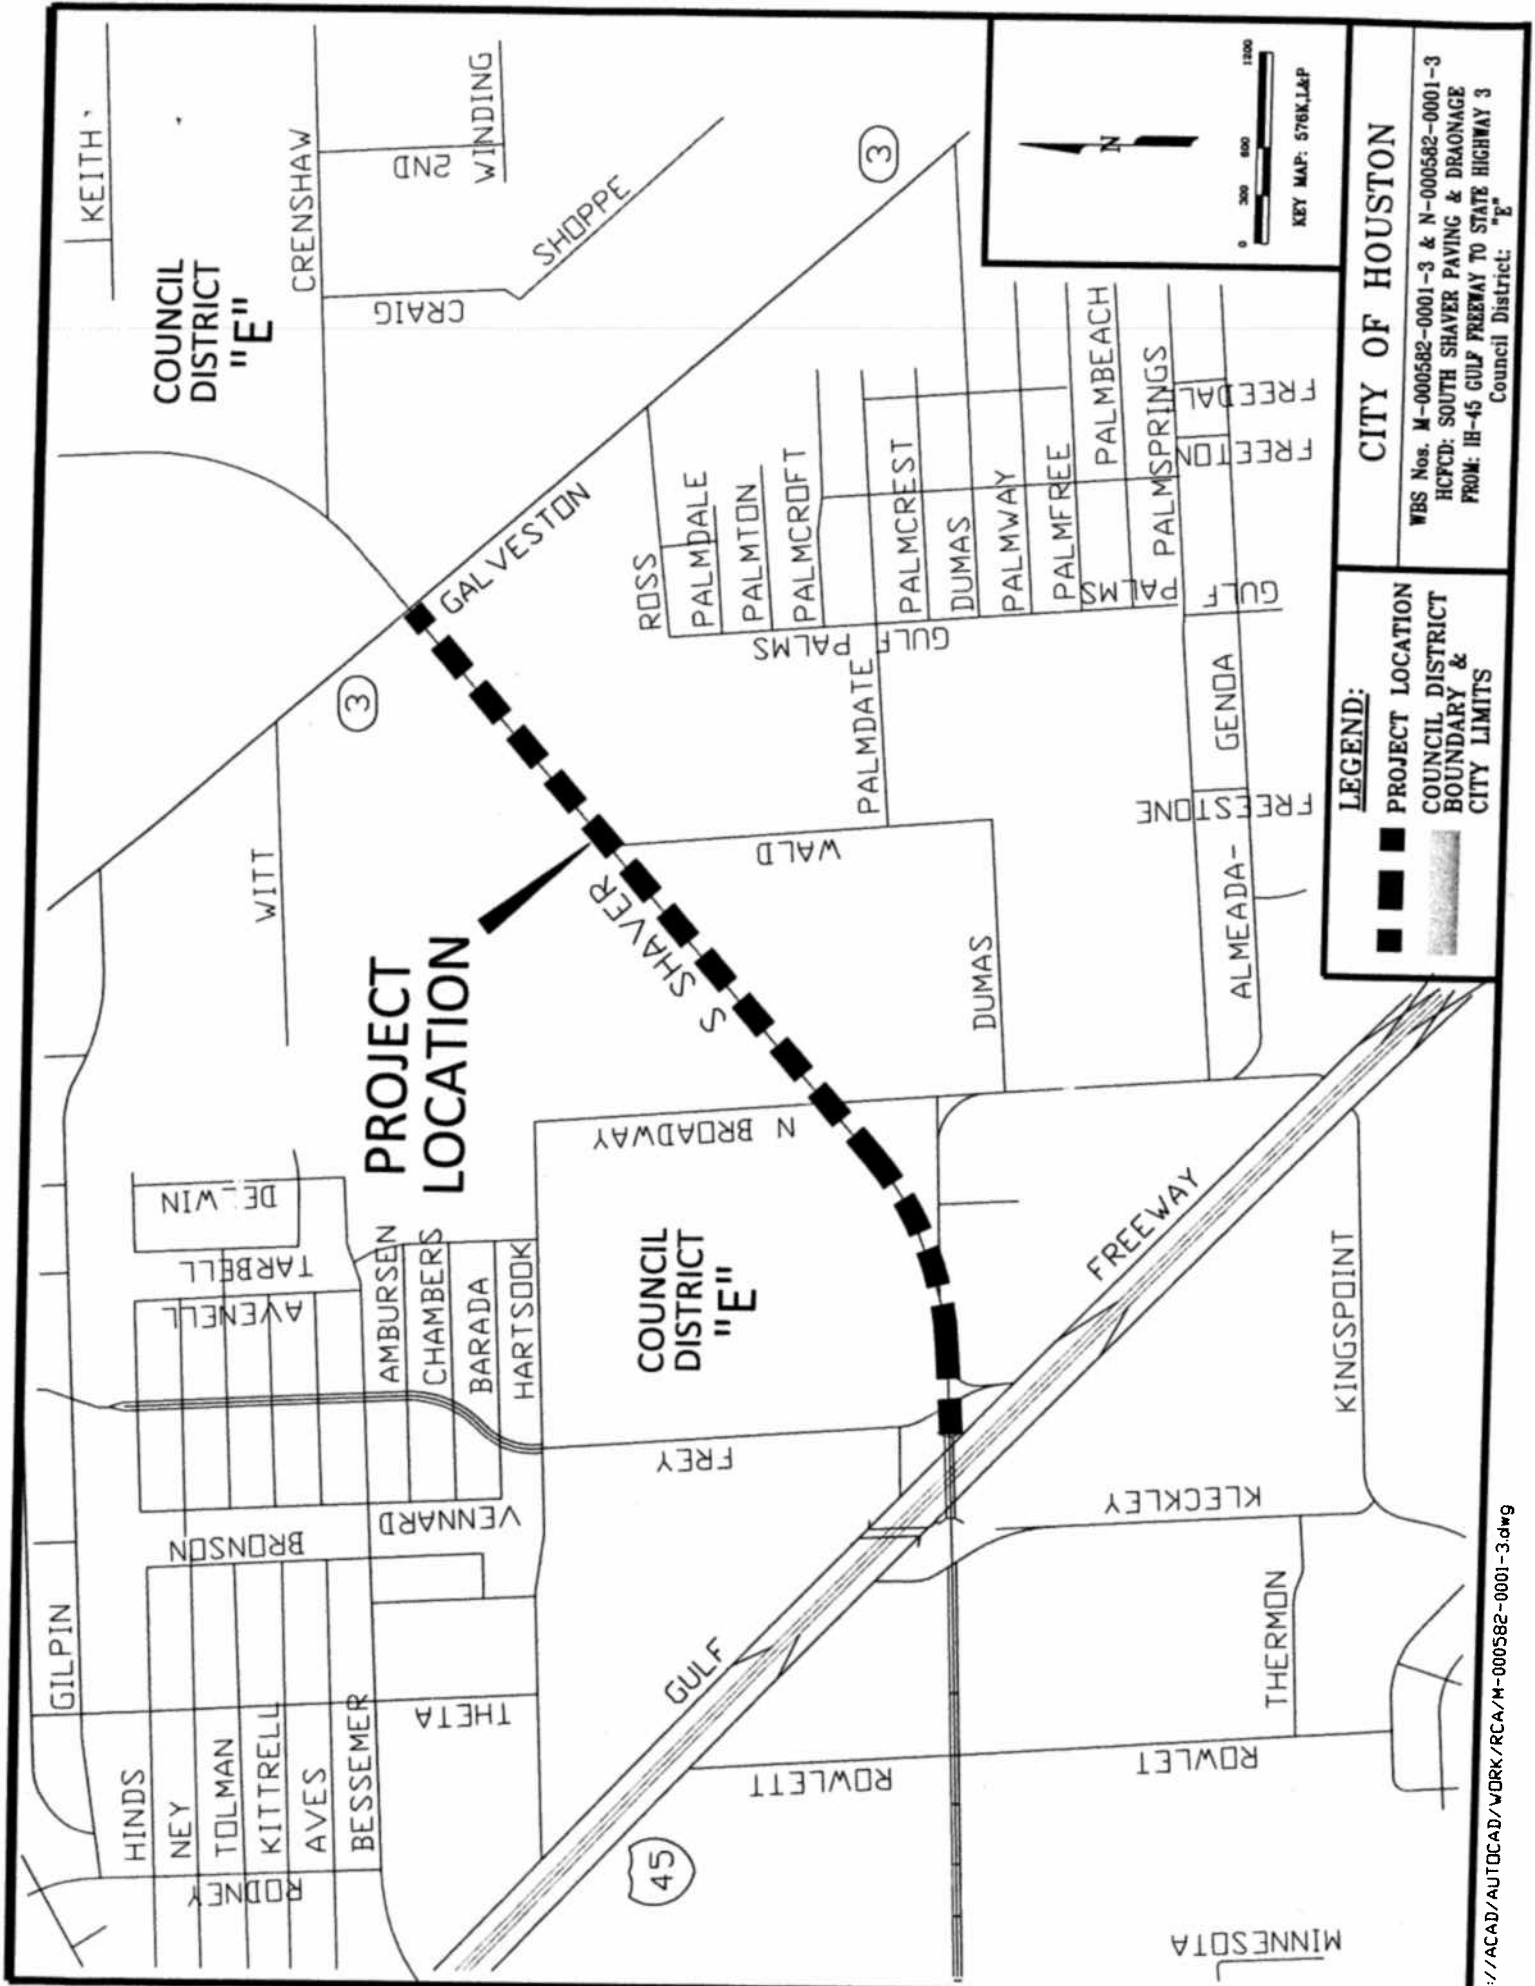 KEITH
COUNCIL
DISTRICT
"E"
CRENSHAW
2ND
WINDING
CRAIG
SHOPPE
3
GALVESTON
3
WITT
PROJECT
LOCATION
S SHAVER
ROSS
PALMDALE
PALMTON
PALMCROFT
GULF PALMS
PALMDATE
PALMCREST
DUMAS
PALMWAY
PALMFREE
PALMBEACH
PALMSPRINGS
GULF PALMS
FREETON
FREEDAL
ALMEADA-
GENOA
FREESTONE
WALD
DUMAS
N BROADWAY
COUNCIL
DISTRICT
"E"
GILPIN
HINDS
NEY
TOLMAN
KITTRELL
AVES
BESSEMER
RODNEY
THETA
BRONSON
VENNARD
AVENELL
TARBELL
DE WIN
AMBURSEN
CHAMBERS
BARADA
HARTSOOK
FREY
GULF
FREEWAY
45
ROWLETT
ROWLET
KLECKLEY
KINGSPOINT
THERMON
MINNESOTA
N
0 300 600 1200
KEY MAP: 576K,L&P
LEGEND:
PROJECT LOCATION
COUNCIL DISTRICT
BOUNDARY &
CITY LIMITS
CITY OF HOUSTON
WBS Nos. M-000582-0001-3 & N-000582-0001-3
HCFCD: SOUTH SHAVER PAVING & DRAONAGE
FROM: IH-45 GULF FREEWAY TO STATE HIGHWAY 3
Council District: "E"
://ACAD/AUTOCAD/WORK/RCA/M-000582-0001-3.dwg